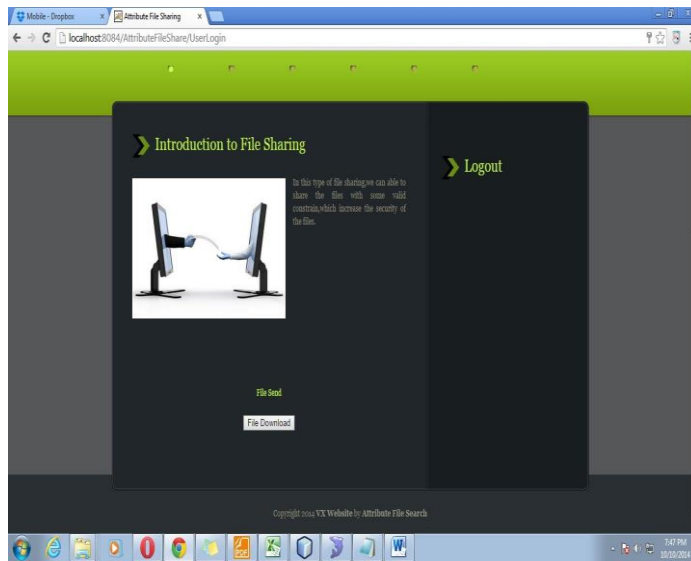 Mobile - Dropbox
Attribute File Sharing
localhost:8084/AttributeFileShare/UserLogin
Introduction to File Sharing
In this type of file sharing,we can able to
share the files with some valid
constrain,which increase the security of
the files.
Logout
File Send
File Download
Copyright 2014 VX Website by Attribute File Search
7:47 PM
10/10/2014